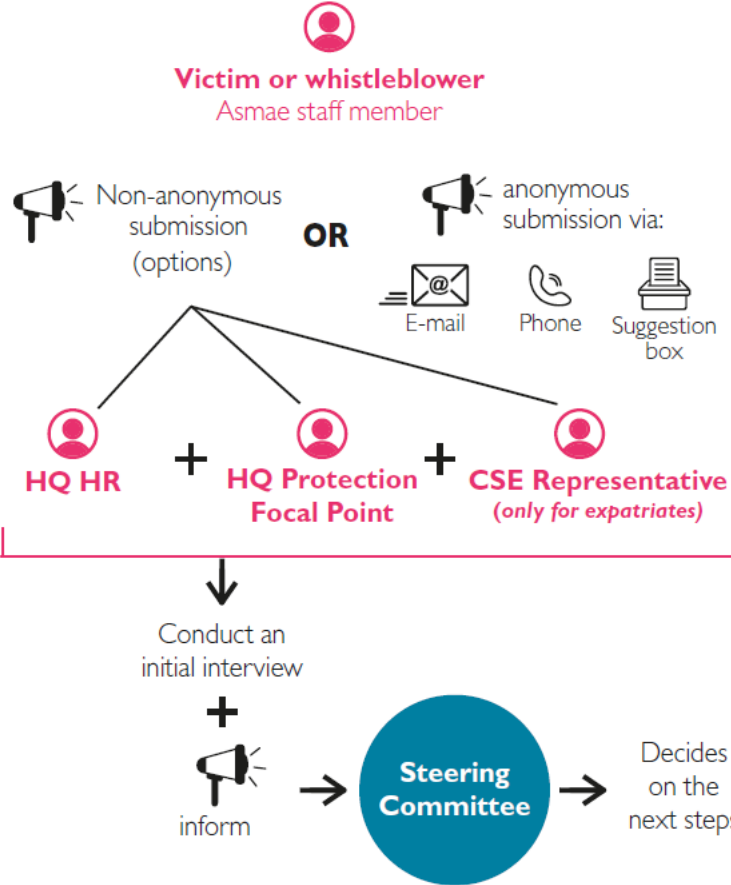 Victim or whistleblower
Asmae staff member
Non-anonymous
submission
(options)
OR
anonymous
submission via:
@
E-mail
Phone
Suggestion
box
HQ HR
+
HQ Protection
Focal Point
+
CSE Representative
(only for expatriates)
Conduct an
initial interview
+
inform
Steering
Committee
Decides
on the
next steps